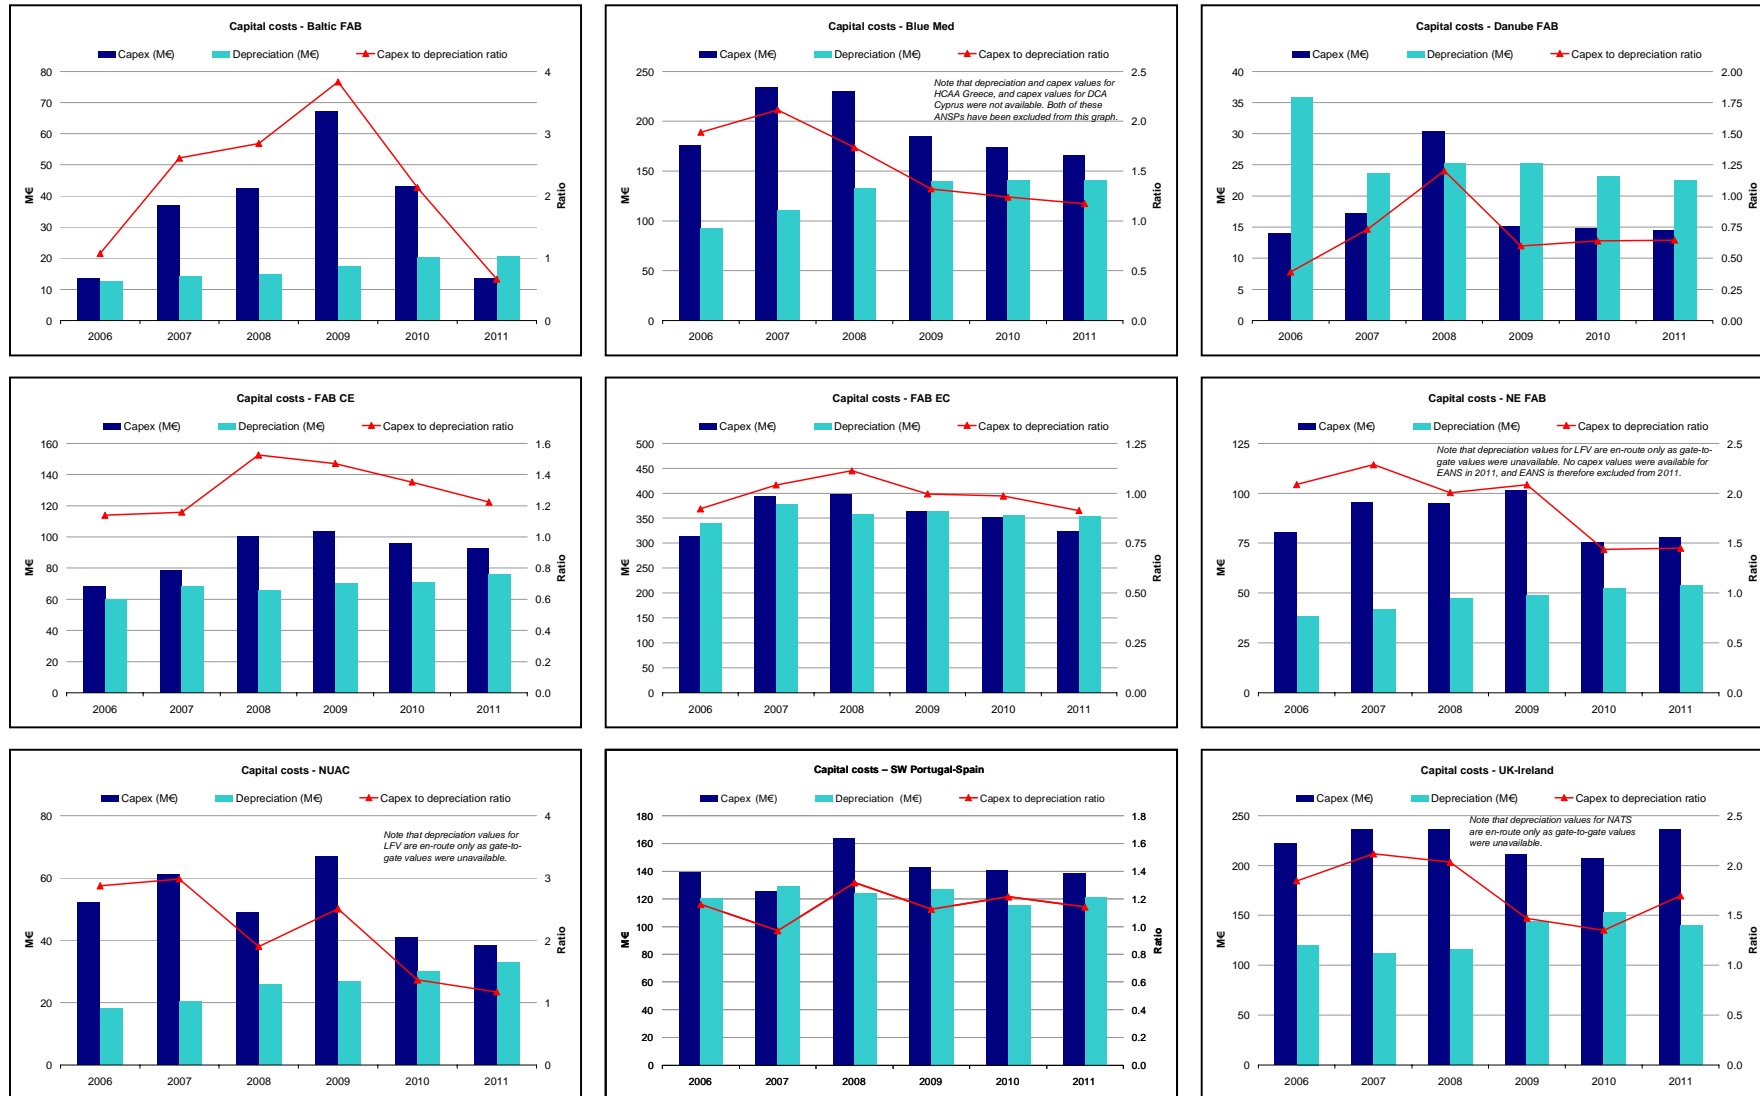 Capital costs - Baltic FAB
Capex (M€) Depreciation (M€) Capex to depreciation ratio
80 4
70
60 3
50
40 2
30
20 1
10
0 0
M€ Ratio
2006 2007 2008 2009 2010 2011
Capital costs - Blue Med
Capex (M€) Depreciation (M€) Capex to depreciation ratio
Note that depreciation and capex values for
HCAA Greece, and capex values for DCA
Cyprus were not available. Both of these
ANSPs have been excluded from this graph.
250 2.5
200 2.0
150 1.5
100 1.0
50 0.5
0 0.0
M€ Ratio
2006 2007 2008 2009 2010 2011
Capital costs - Danube FAB
Capex (M€) Depreciation (M€) Capex to depreciation ratio
40 2.00
35 1.75
30 1.50
25 1.25
20 1.00
15 0.75
10 0.50
5 0.25
0 0.00
M€ Ratio
2006 2007 2008 2009 2010 2011
Capital costs - FAB CE
Capex (M€) Depreciation (M€) Capex to depreciation ratio
160 1.6
140 1.4
120 1.2
100 1.0
80 0.8
60 0.6
40 0.4
20 0.2
0 0.0
M€ Ratio
2006 2007 2008 2009 2010 2011
Capital costs - FAB EC
Capex (M€) Depreciation (M€) Capex to depreciation ratio
500 1.25
450
400 1.00
350
300 0.75
250
200 0.50
150
100 0.25
50
0 0.00
M€ Ratio
2006 2007 2008 2009 2010 2011
Capital costs - NE FAB
Capex (M€) Depreciation (M€) Capex to depreciation ratio
Note that depreciation values for LFV are en-route only as gate-to-
gate values were unavailable. No capex values were available for
EANS in 2011, and EANS is therefore excluded from 2011.
125 2.5
100 2.0
75 1.5
50 1.0
25 0.5
0 0.0
M€ Ratio
2006 2007 2008 2009 2010 2011
Capital costs - NUAC
Capex (M€) Depreciation (M€) Capex to depreciation ratio
Note that depreciation values for
LFV are en-route only as gate-to-
gate values were unavailable.
80 4
60 3
40 2
20 1
0 0
M€ Ratio
2006 2007 2008 2009 2010 2011
Capital costs – SW Portugal-Spain
Capex (M€) Depreciation (M€) Capex to depreciation ratio
180 1.8
160 1.6
140 1.4
120 1.2
100 1.0
80 0.8
60 0.6
40 0.4
20 0.2
0 0.0
M€ Ratio
2006 2007 2008 2009 2010 2011
Capital costs - UK-Ireland
Capex (M€) Depreciation (M€) Capex to depreciation ratio
Note that depreciation values for NATS
are en-route only as gate-to-gate values
were unavailable.
250 2.5
200 2.0
150 1.5
100 1.0
50 0.5
0 0.0
M€ Ratio
2006 2007 2008 2009 2010 2011